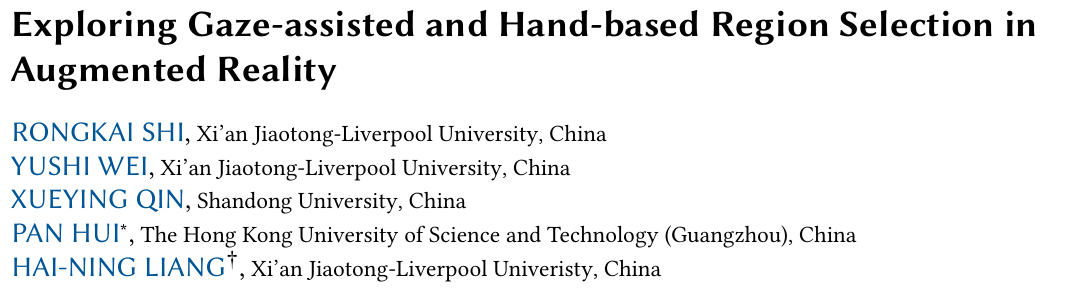 Exploring Gaze-assisted and Hand-based Region Selection in
Augmented Reality
RONGKAI SHI, Xi’an Jiaotong-Liverpool University, China
YUSHI WEI, Xi’an Jiaotong-Liverpool University, China
XUEYING QIN, Shandong University, China
PAN HUI*, The Hong Kong University of Science and Technology (Guangzhou), China
HAI-NING LIANG†, Xi’an Jiaotong-Liverpool Univeristy, China